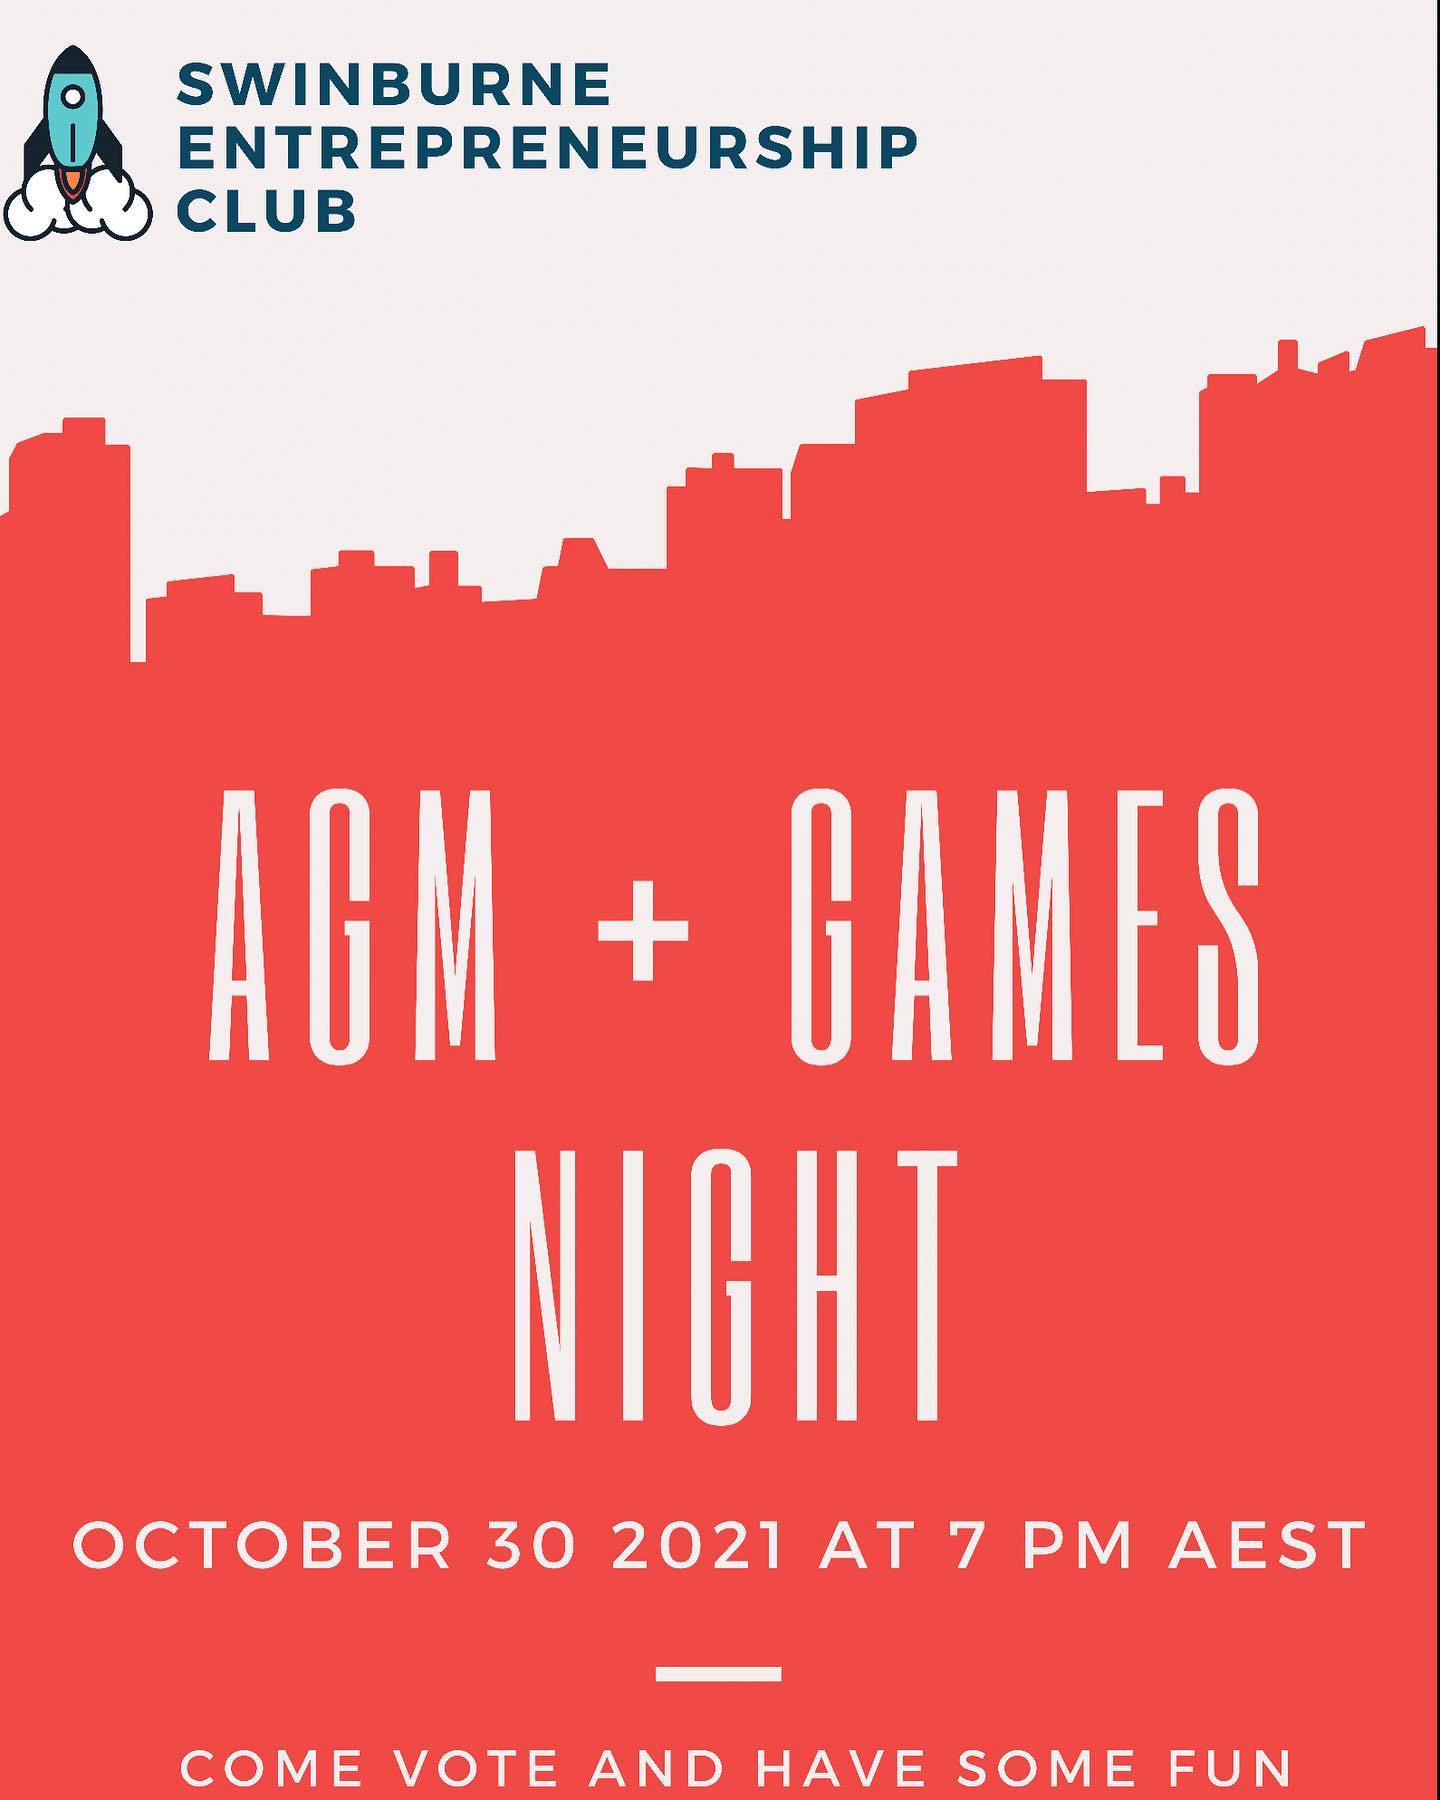 SWINBURNE
ENTREPRENEURSHIP
CLUB
AGM + GAMES
NIGHT
OCTOBER 30 2021 AT 7 PM AEST
COME VOTE AND HAVE SOME FUN